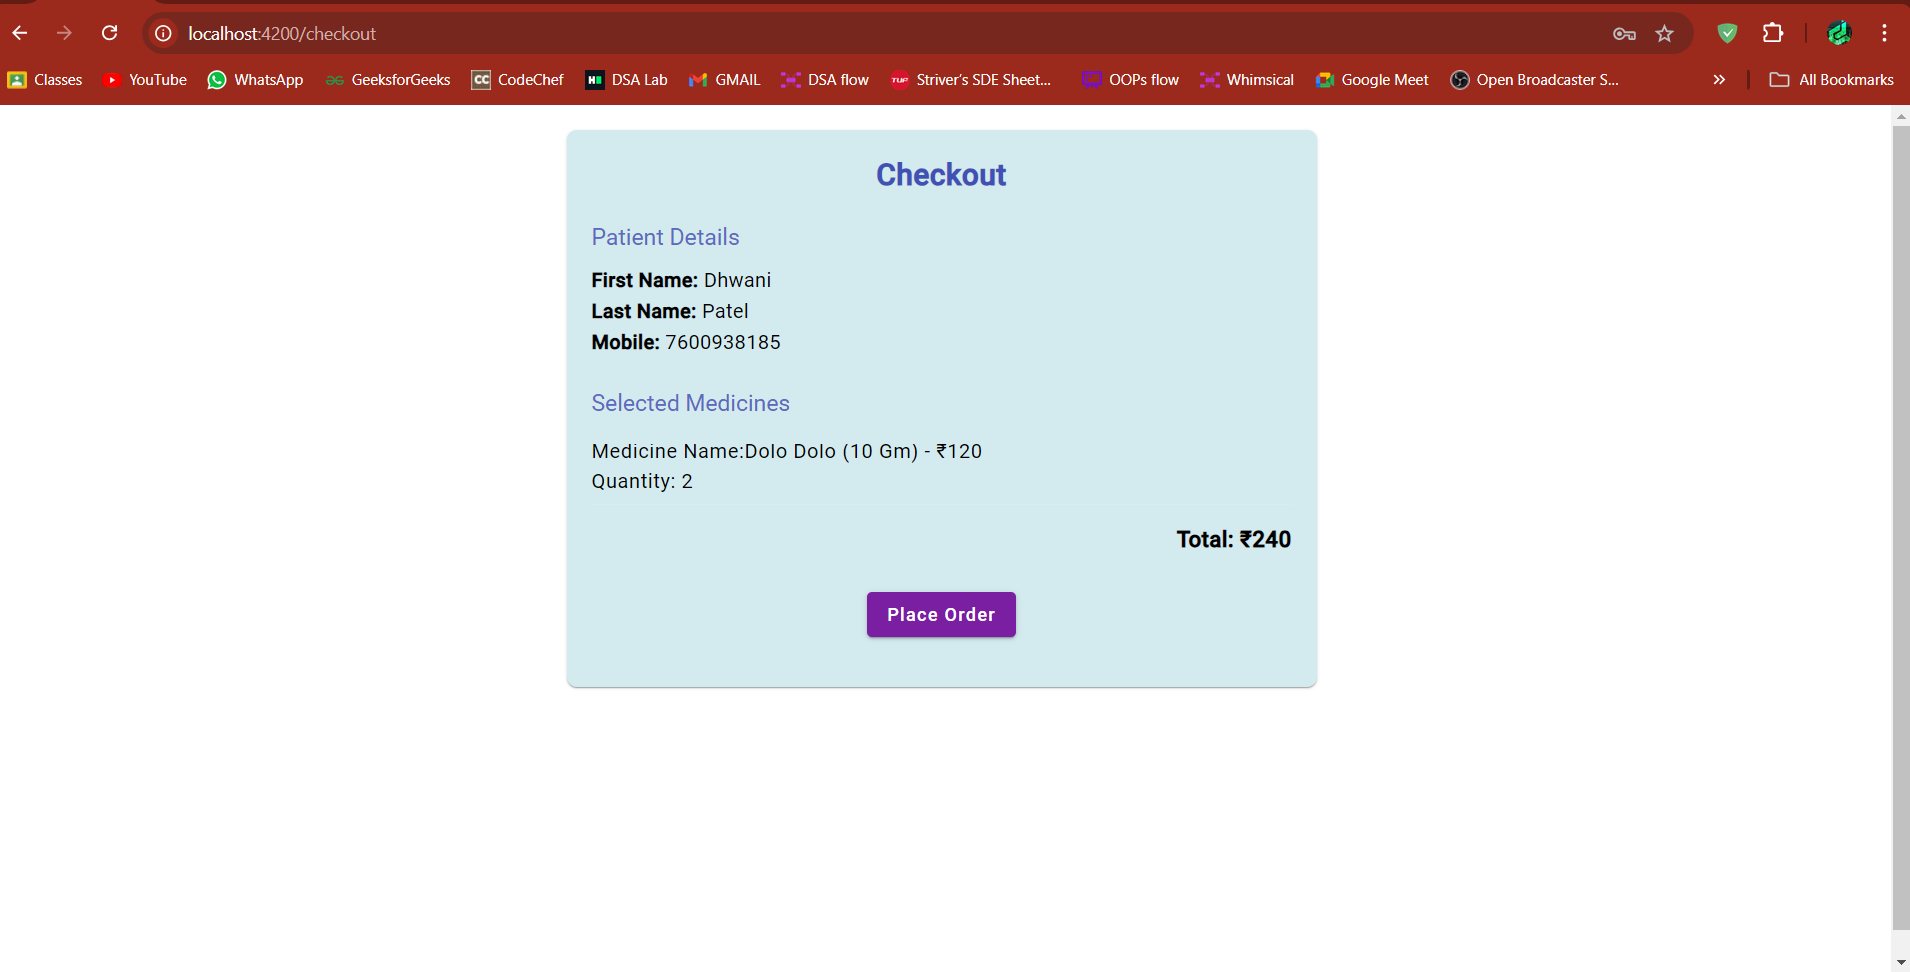 localhost:4200/checkout
Classes YouTube WhatsApp GeeksforGeeks CC CodeChef DSA Lab GMAIL DSA flow TUF Striver's SDE Sheet... OOPs flow Whimsical Google Meet Open Broadcaster S... » All Bookmarks
Checkout
Patient Details
First Name: Dhwani
Last Name: Patel
Mobile: 7600938185
Selected Medicines
Medicine Name:Dolo Dolo (10 Gm) - ₹120
Quantity: 2
Total: ₹240
Place Order